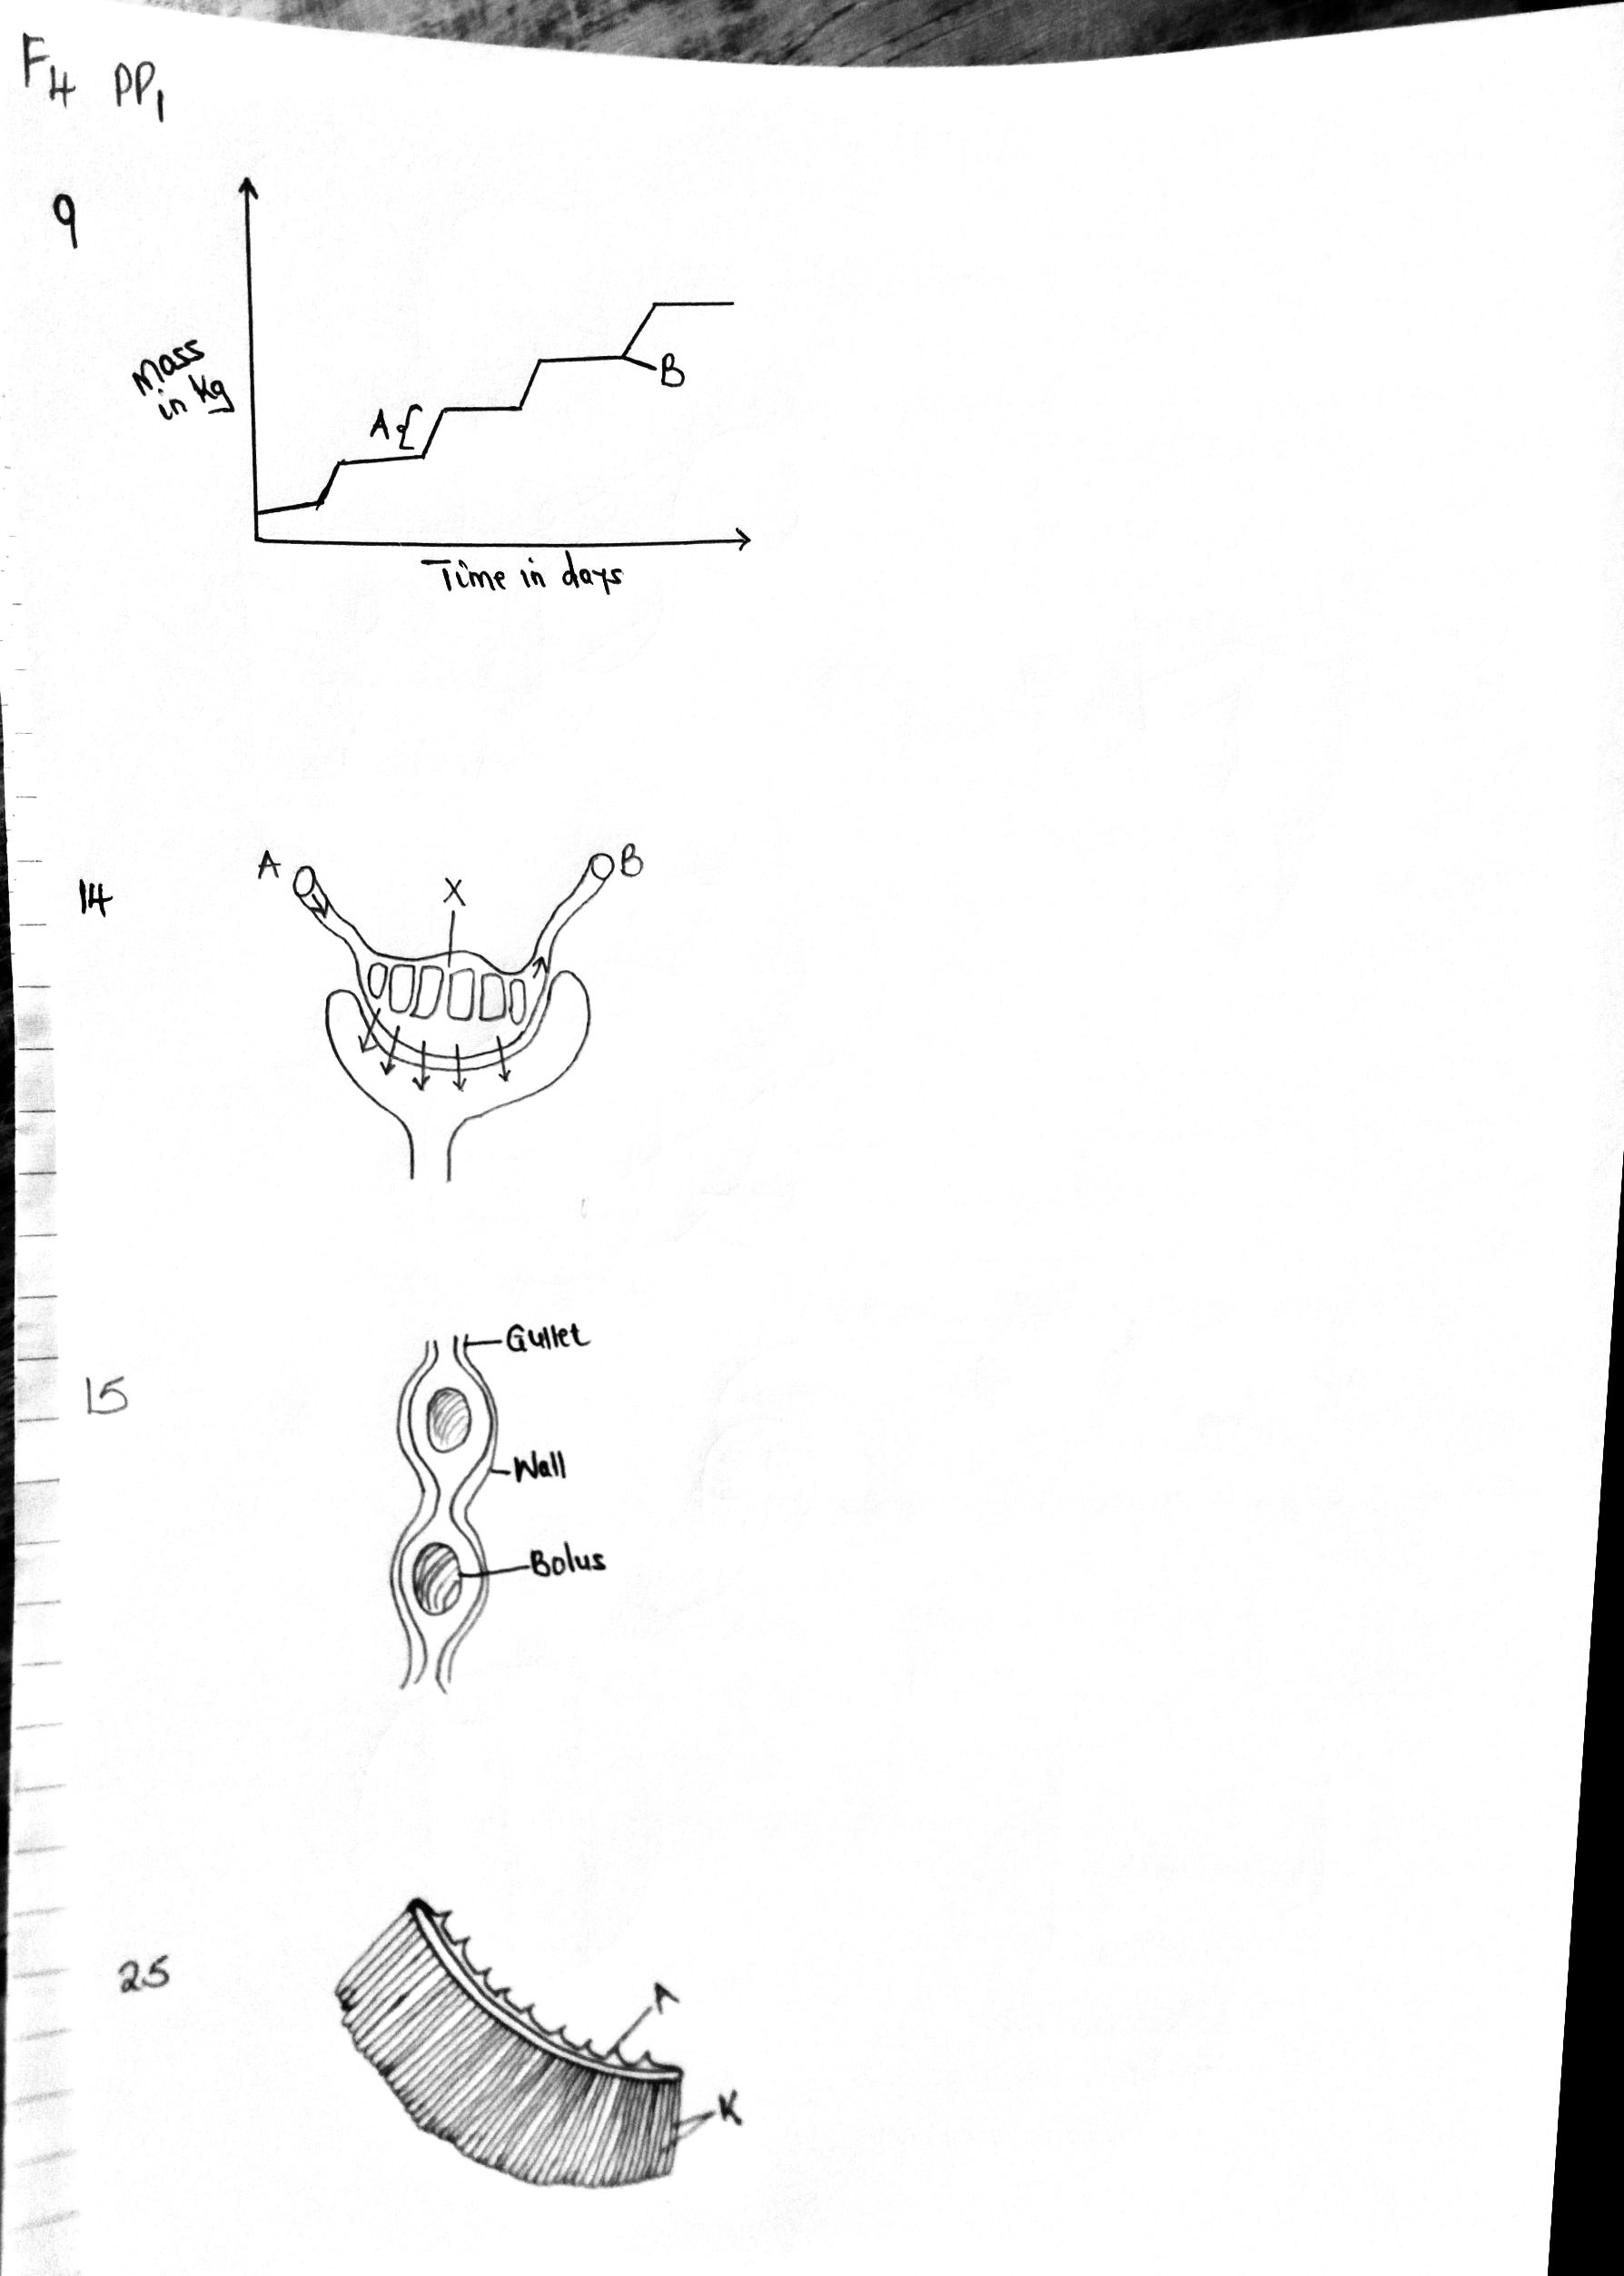 F4 PP1
9
Mass
in Kg
A
B
Time in days
14
A
X
B
15
Gullet
Wall
Bolus
25
K